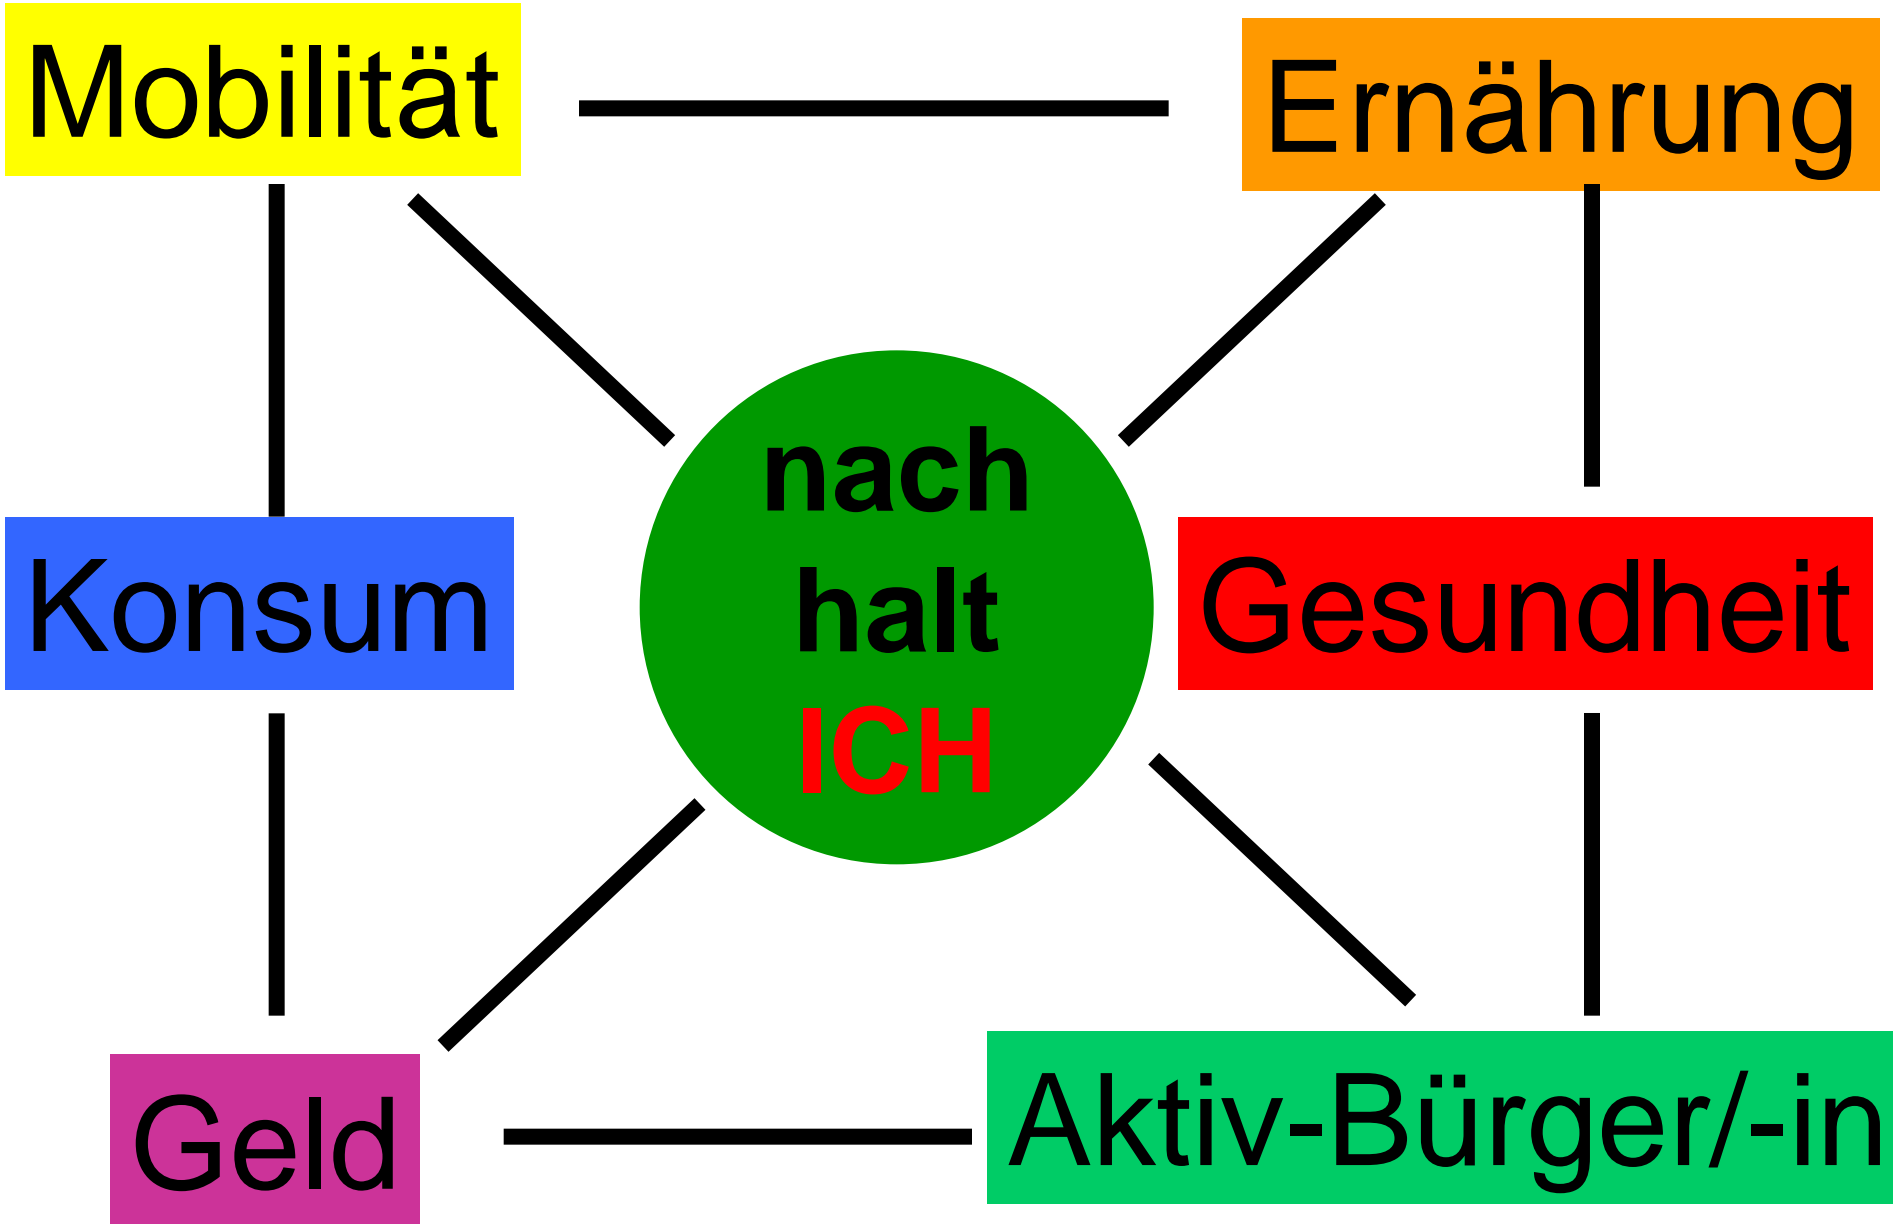 Mobilität
Ernährung
nach
halt
ICH
Konsum
Gesundheit
Geld
Aktiv-Bürger/-in